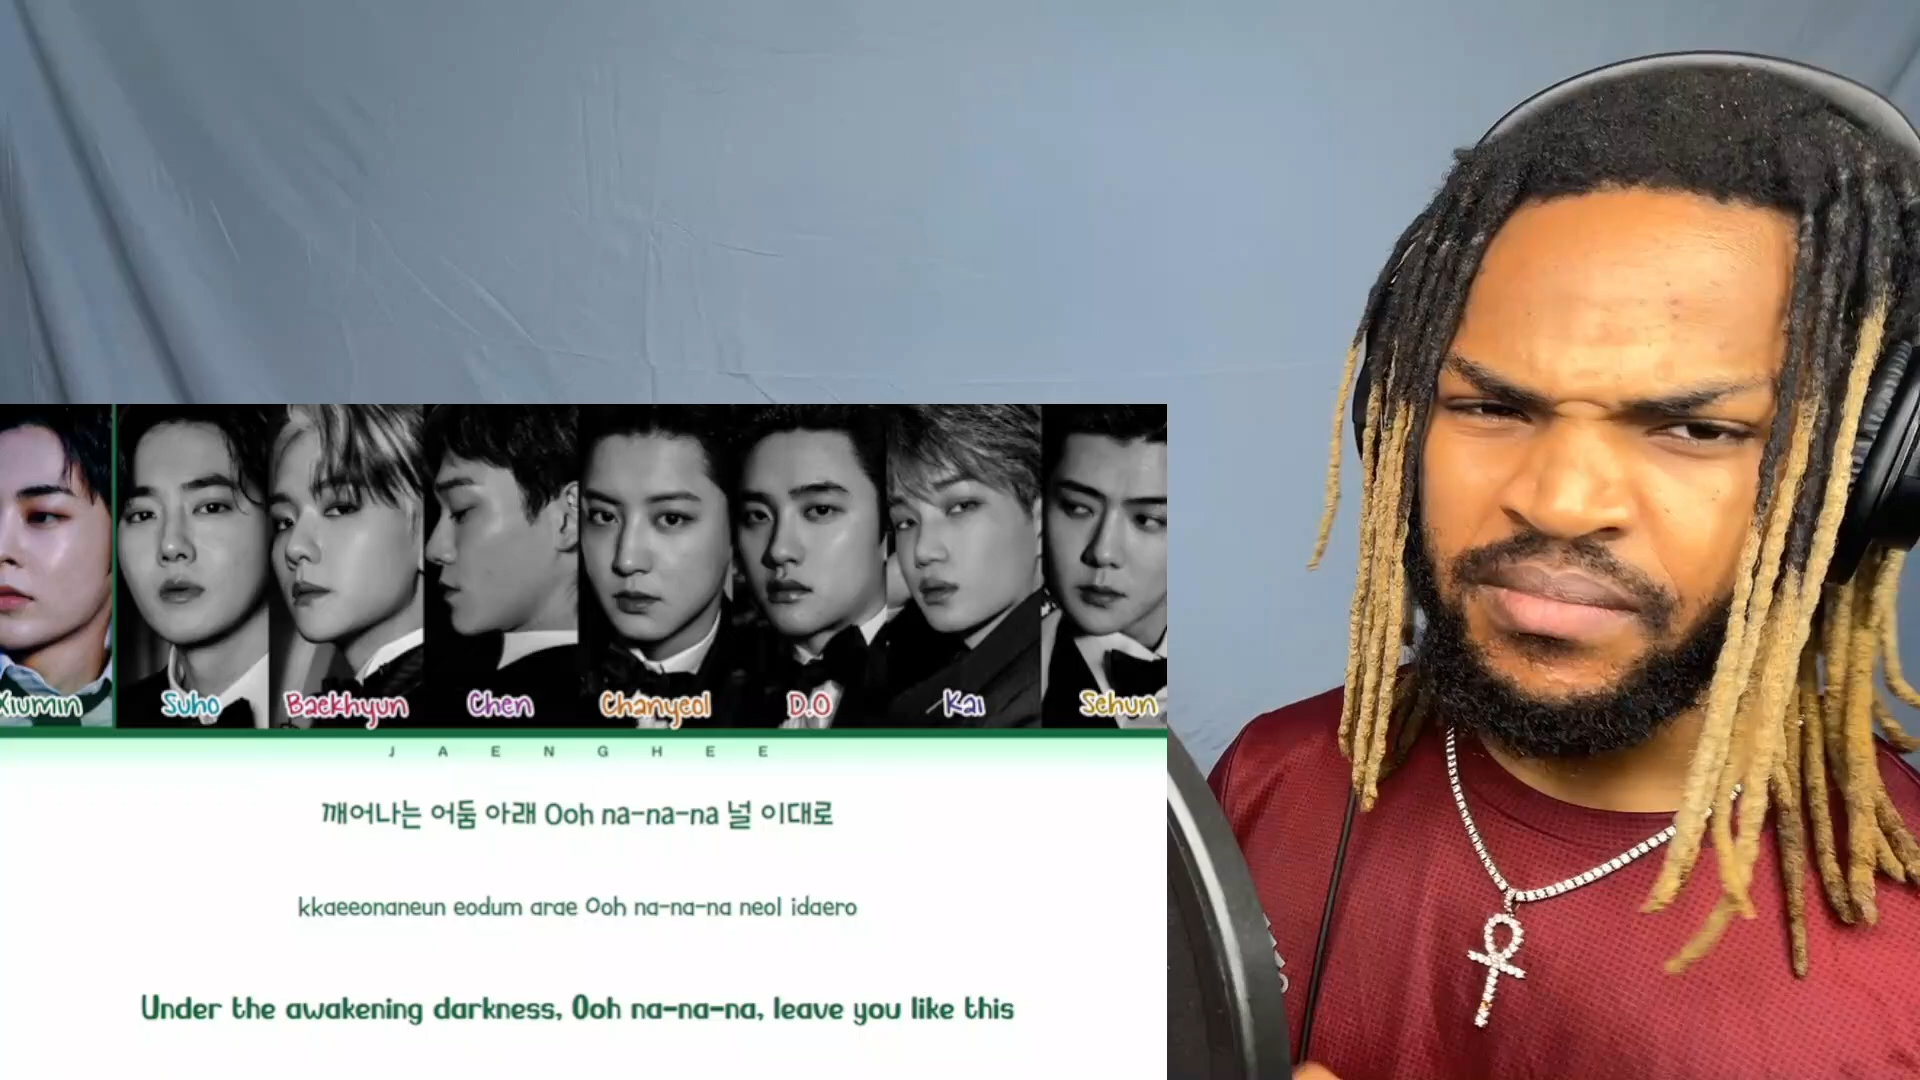 Xiumin Suho Baekhyun Chen Chanyeol D.O Kai Sehun
JAENGHEE
깨어나는 어둠 아래 Ooh na-na-na 널 이대로
kkaeeonaneun eodum arae Ooh na-na-na neol idaero
Under the awakening darkness, Ooh na-na-na, leave you like this